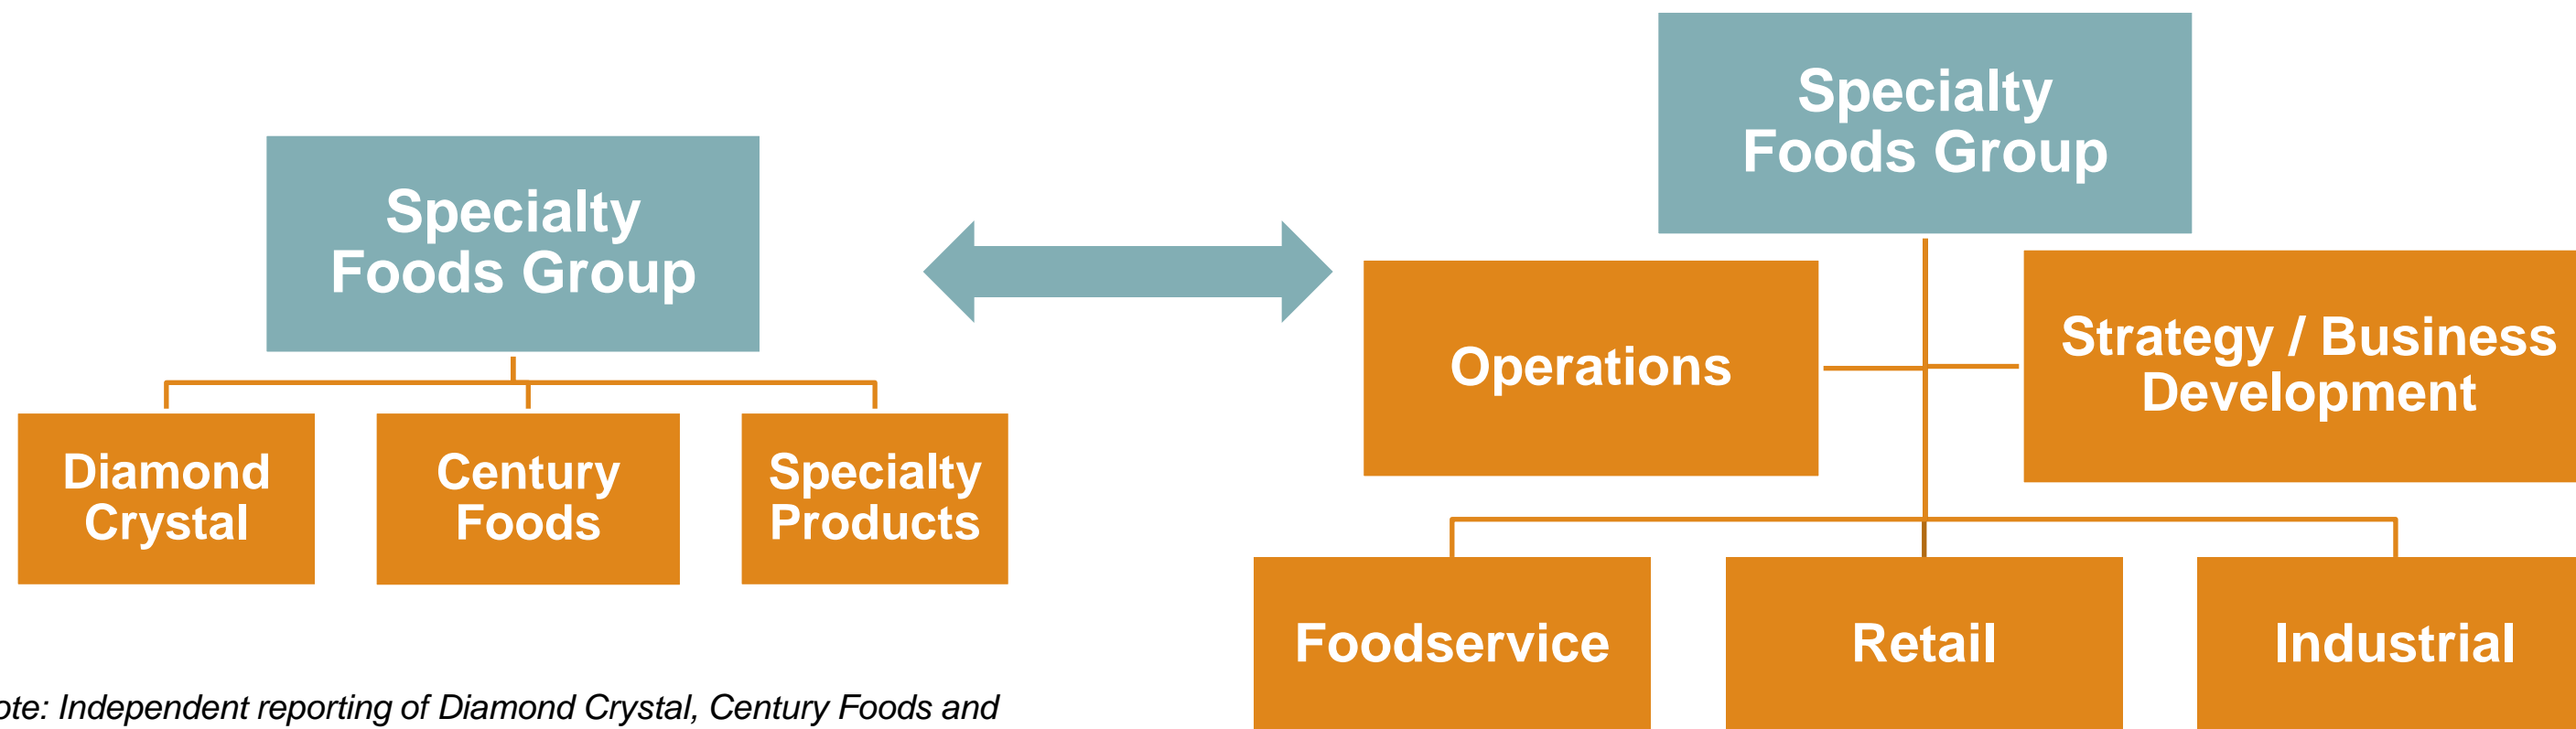 Specialty
Foods Group
Diamond
Crystal
Century
Foods
Specialty
Products
ote: Independent reporting of Diamond Crystal, Century Foods and
Specialty
Foods Group
Operations
Strategy / Business
Development
Foodservice
Retail
Industrial